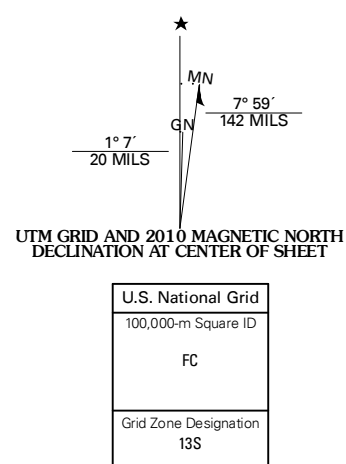 MN
GN
7° 59´
142 MILS
1° 7´
20 MILS
UTM GRID AND 2010 MAGNETIC NORTH
DECLINATION AT CENTER OF SHEET
U.S. National Grid
100,000-m Square ID
FC
Grid Zone Designation
13S